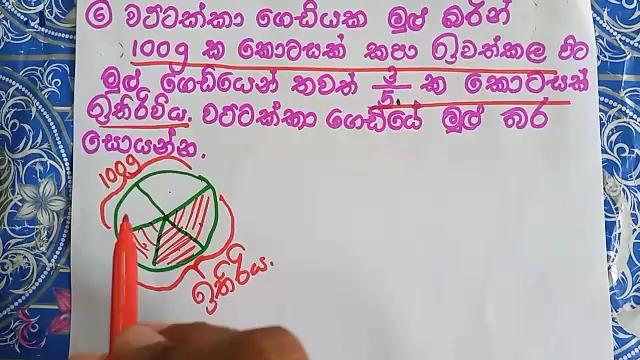 ⑥ වට්ටක්කා ගෙඩියක මුල් බරින්
100g ක කොටසක් කපා ඉවත්කල විට
මුල් ගෙඩියෙන් තවත් 3/5 ක කොටසක්
ඉතිරිවිය. වට්ටක්කා ගෙඩියේ මුල් බර
සොයන්න.
100g
ඉතිරිය.